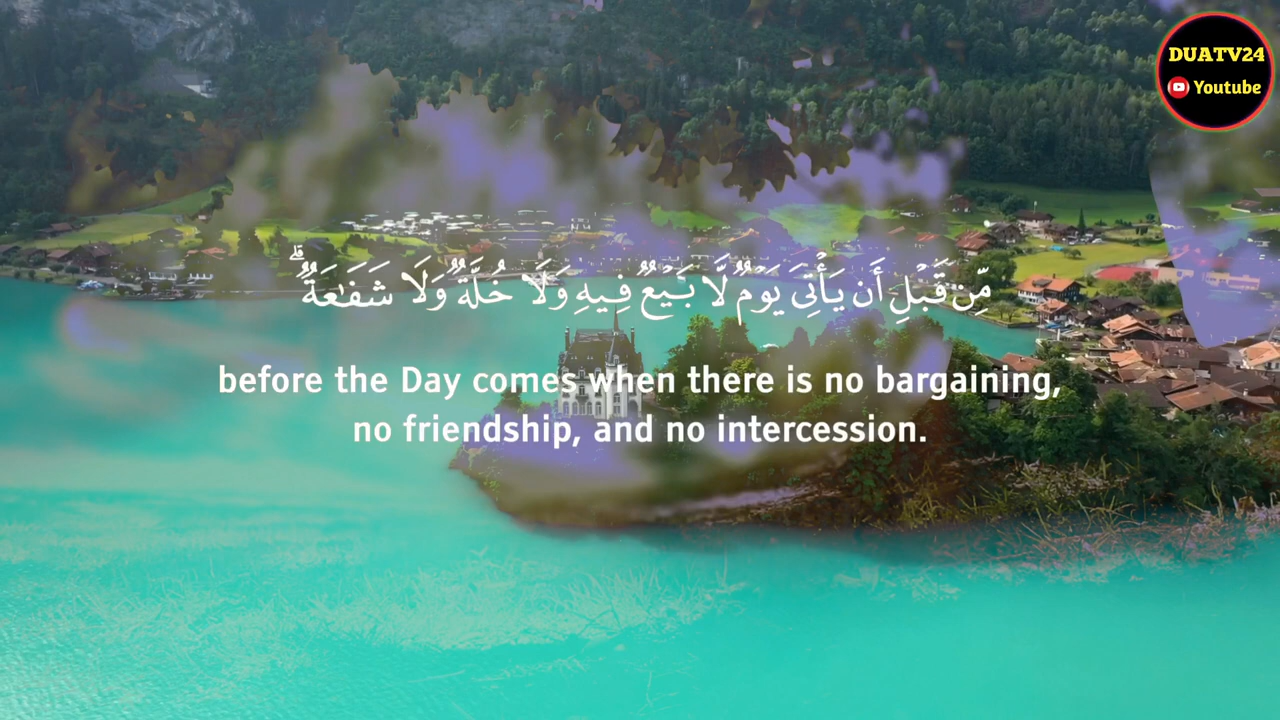 DUATV24
Youtube
مِّن قَبْلِ أَن يَأْتِىَ يَوْمٌ لَّا بَيْعٌ فِيهِ وَلَا خُلَّةٌ وَلَا شَفَـٰعَةٌ ۗ
before the Day comes when there is no bargaining,
no friendship, and no intercession.